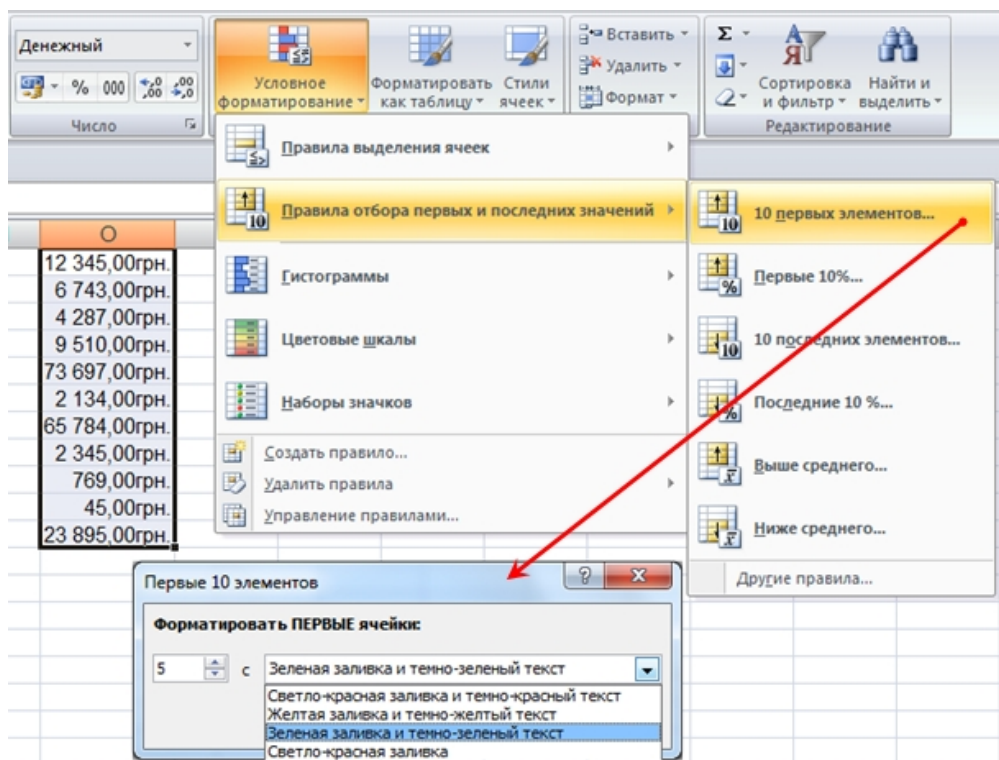 Денежный
% 000 ,00 ,0 ,00 ,0
Число
Условное
форматирование
Форматировать
как таблицу
Стили
ячеек
Вставить
Удалить
Формат
Σ
Сортировка
и фильтр
Найти и
выделить
Редактирование
Правила выделения ячеек
Правила отбора первых и последних значений
Гистограммы
Цветовые шкалы
Наборы значков
Создать правило...
Удалить правила
Управление правилами...
10 первых элементов...
Первые 10%...
10 последних элементов...
Последние 10 %...
Выше среднего...
Ниже среднего...
Другие правила...
O
12 345,00грн.
6 743,00грн.
4 287,00грн.
9 510,00грн.
73 697,00грн.
2 134,00грн.
65 784,00грн.
2 345,00грн.
769,00грн.
45,00грн.
23 895,00грн.
Первые 10 элементов
Форматировать ПЕРВЫЕ ячейки:
5 с Зеленая заливка и темно-зеленый текст
Светло-красная заливка и темно-красный текст
Желтая заливка и темно-желтый текст
Зеленая заливка и темно-зеленый текст
Светло-красная заливка